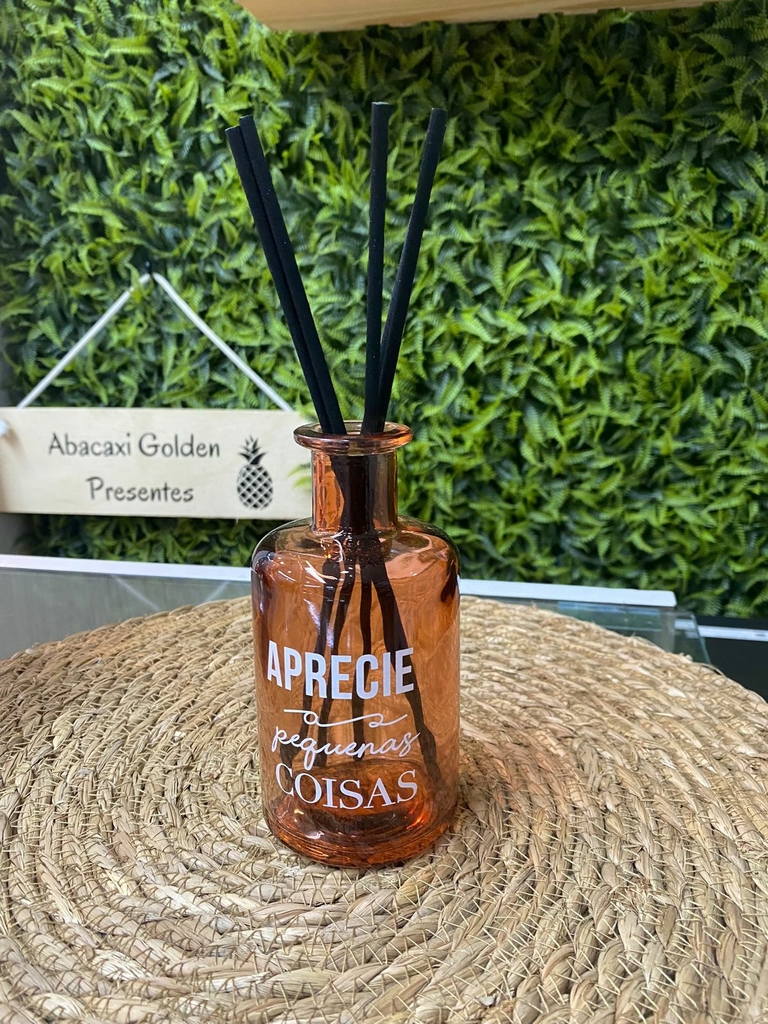 Abacaxi Golden
Presentes
APRECIE
as
pequenas
COISAS